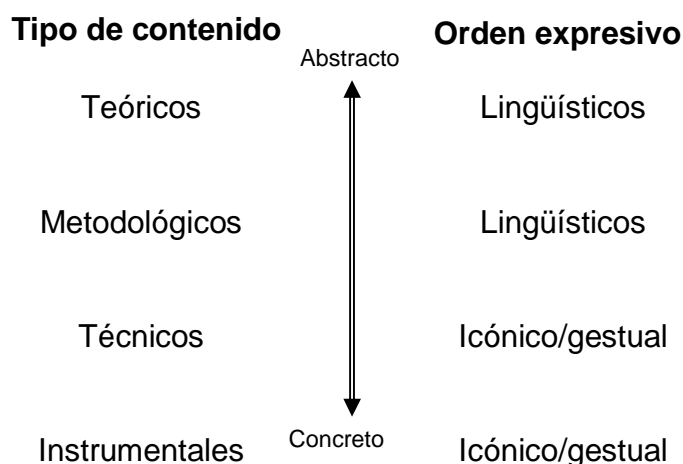 Tipo de contenido Orden expresivo
Abstracto
Teóricos Lingüísticos
Metodológicos Lingüísticos
Técnicos Icónico/gestual
Instrumentales Concreto Icónico/gestual